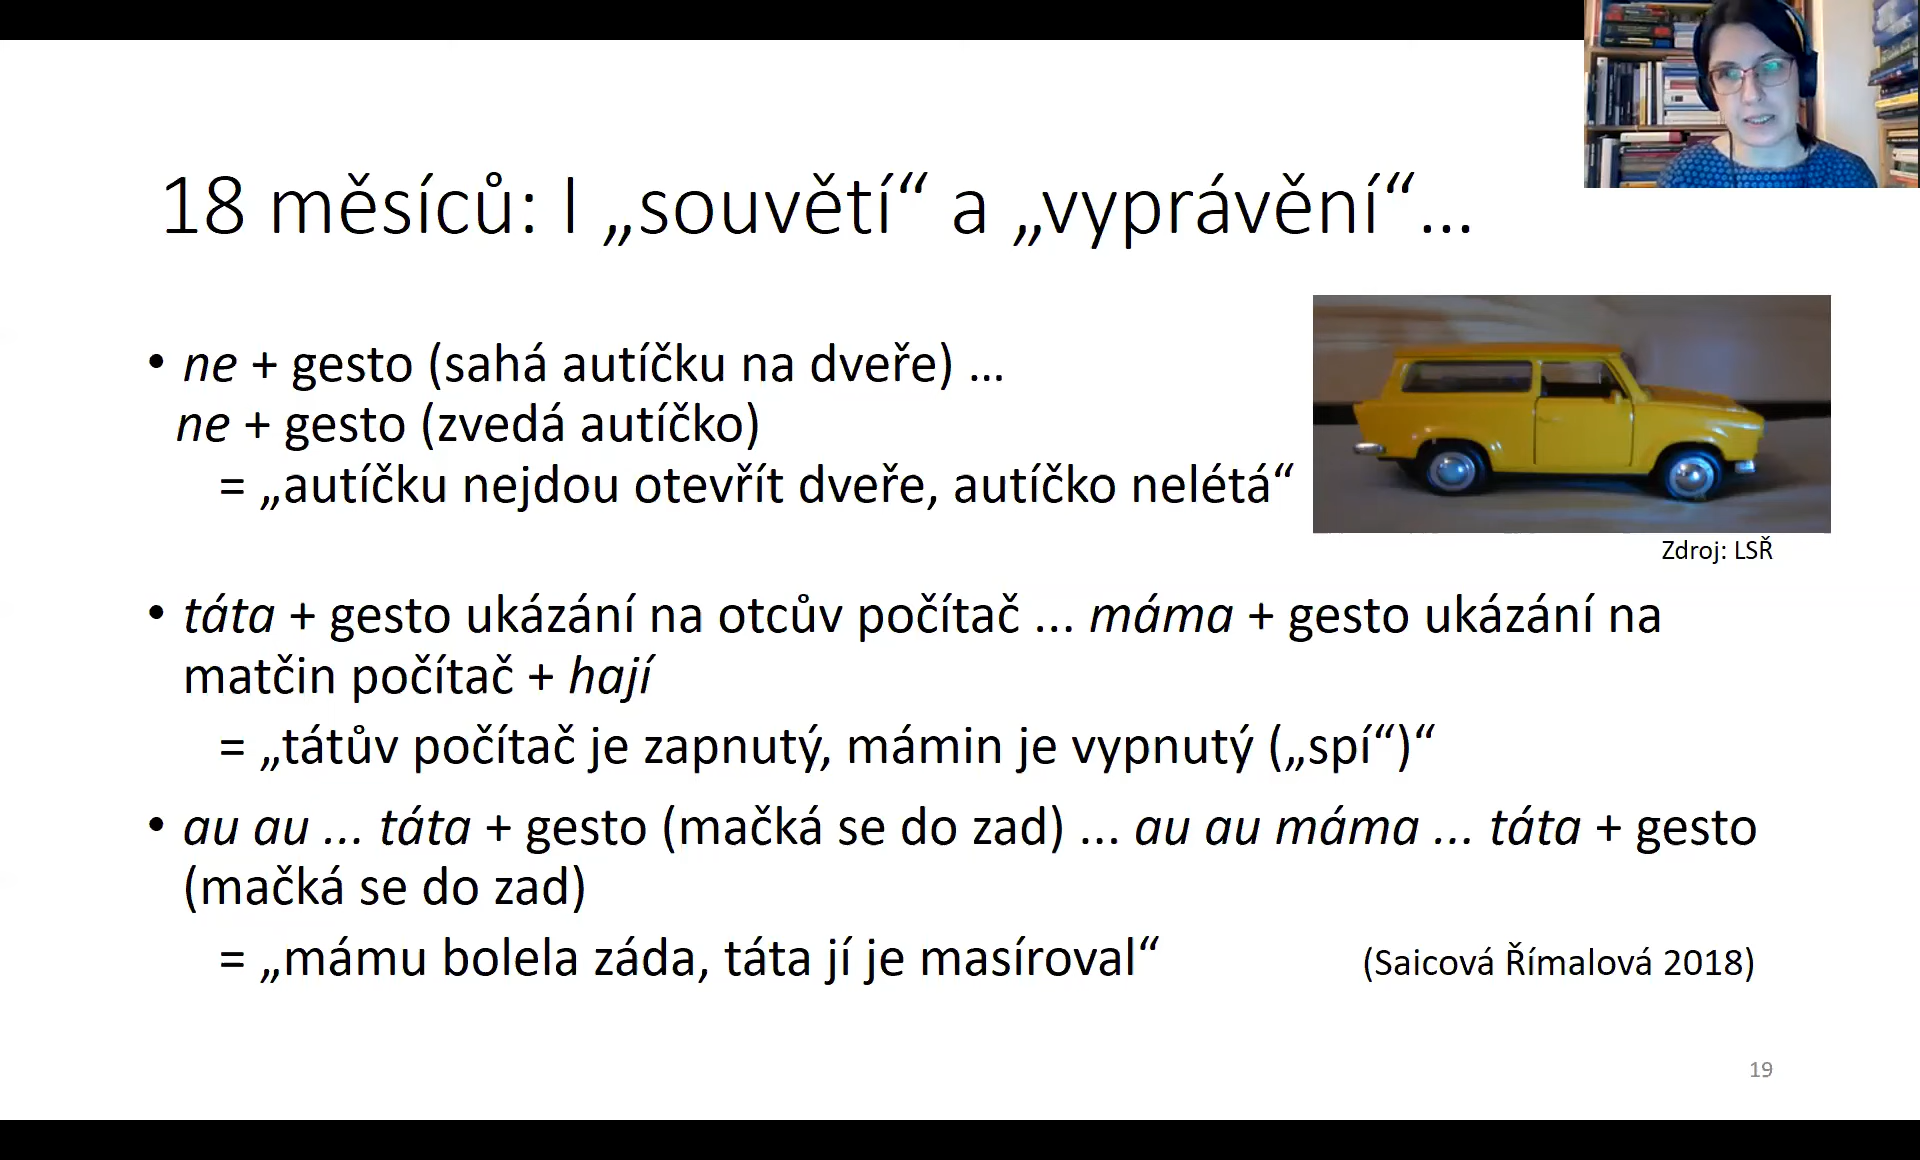 18 měsíců: I „souvětí“ a „vyprávění“...
• ne + gesto (sahá autíčku na dveře) ...
ne + gesto (zvedá autíčko)
= „autíčku nejdou otevřít dveře, autíčko nelétá“
Zdroj: LSŘ
• táta + gesto ukázání na otcův počítač ... máma + gesto ukázání na
matčin počítač + hají
= „tátův počítač je zapnutý, mámin je vypnutý („spí“)“
• au au ... táta + gesto (mačká se do zad) ... au au máma ... táta + gesto
(mačká se do zad)
= „mámu bolela záda, táta jí je masíroval“
(Saicová Římalová 2018)
19